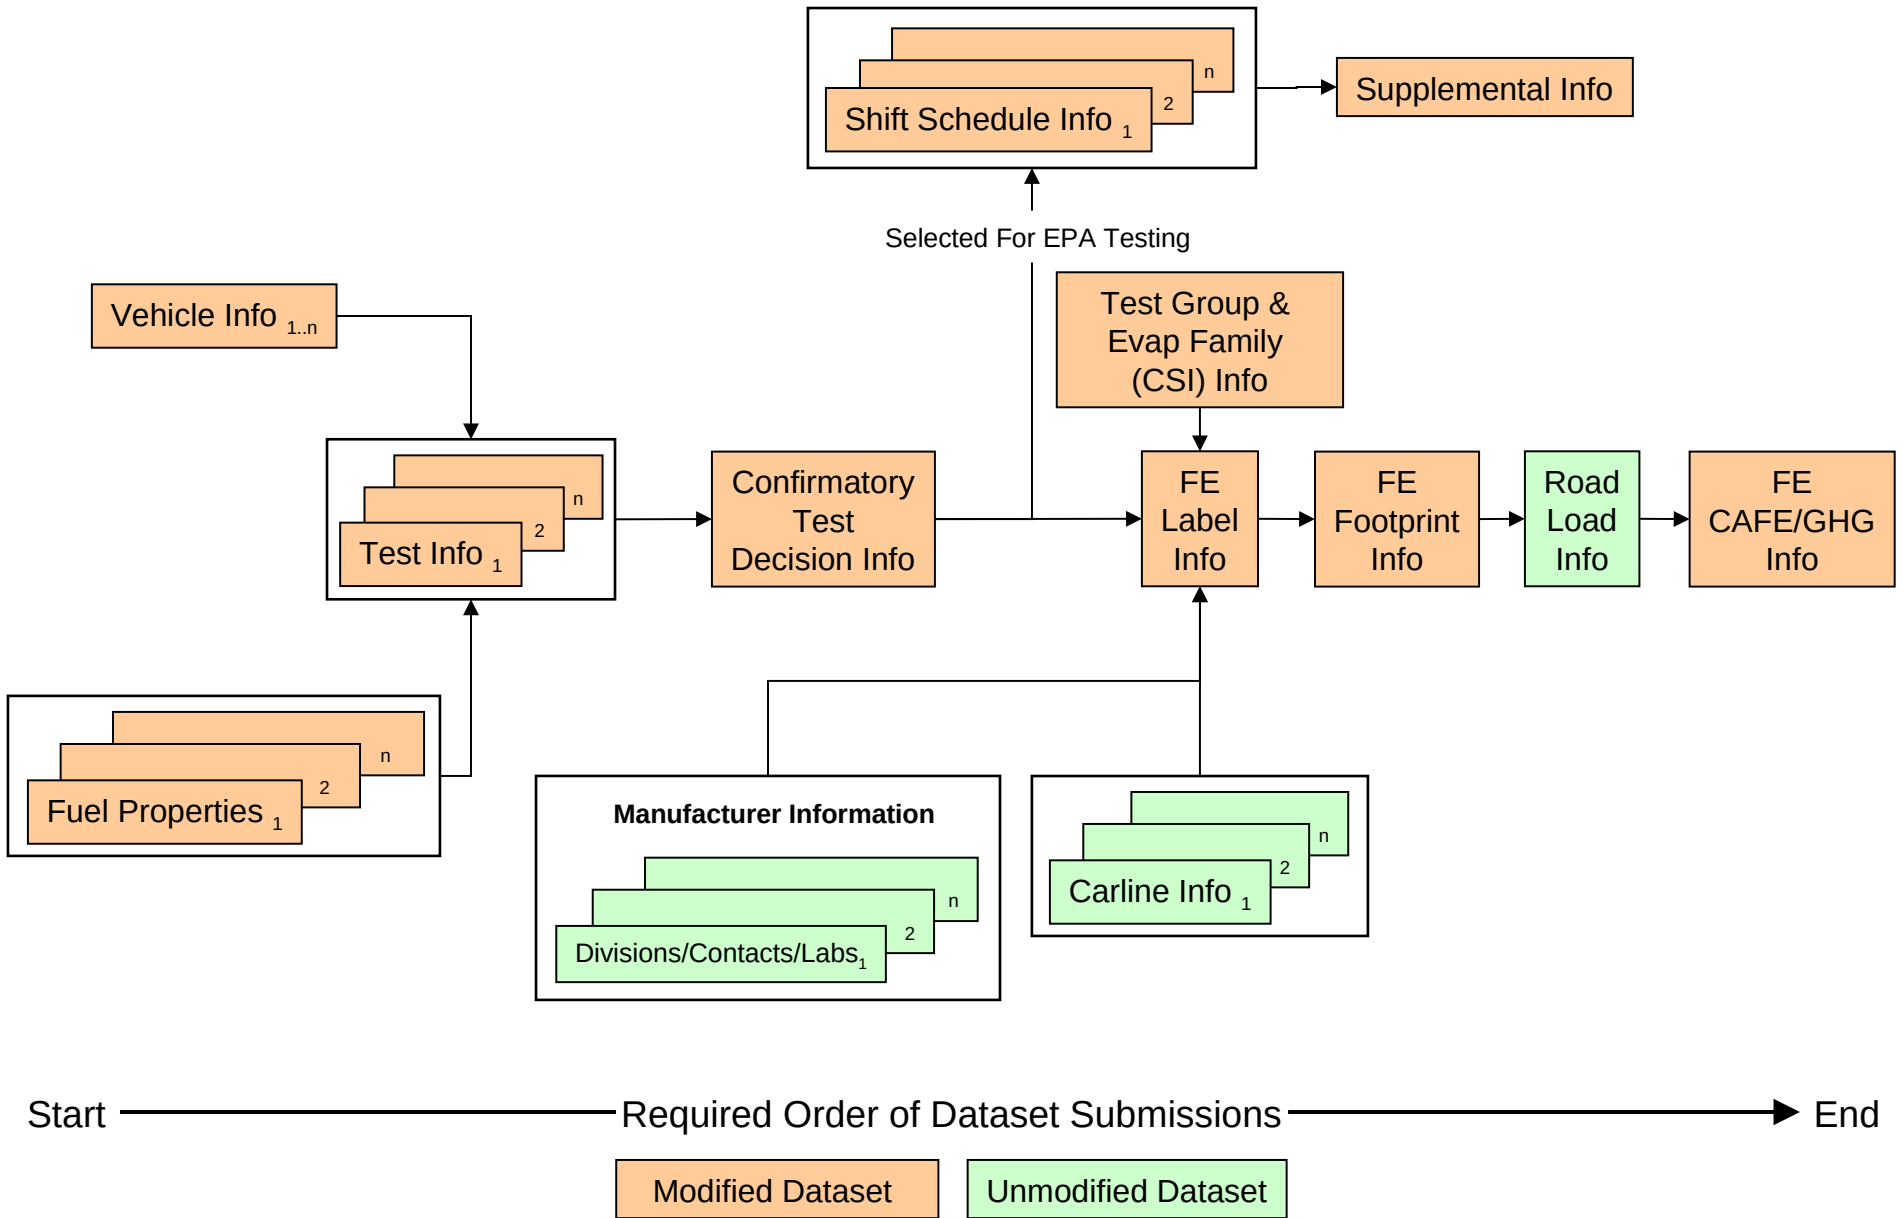 n
2
Shift Schedule Info 1
Supplemental Info
Selected For EPA Testing
Vehicle Info 1..n
Test Group &
Evap Family
(CSI) Info
n
2
Test Info 1
Confirmatory
Test
Decision Info
FE
Label
Info
FE
Footprint
Info
Road
Load
Info
FE
CAFE/GHG
Info
n
2
Fuel Properties 1
Manufacturer Information
n
2
Divisions/Contacts/Labs1
n
2
Carline Info 1
Start
Required Order of Dataset Submissions
End
Modified Dataset
Unmodified Dataset